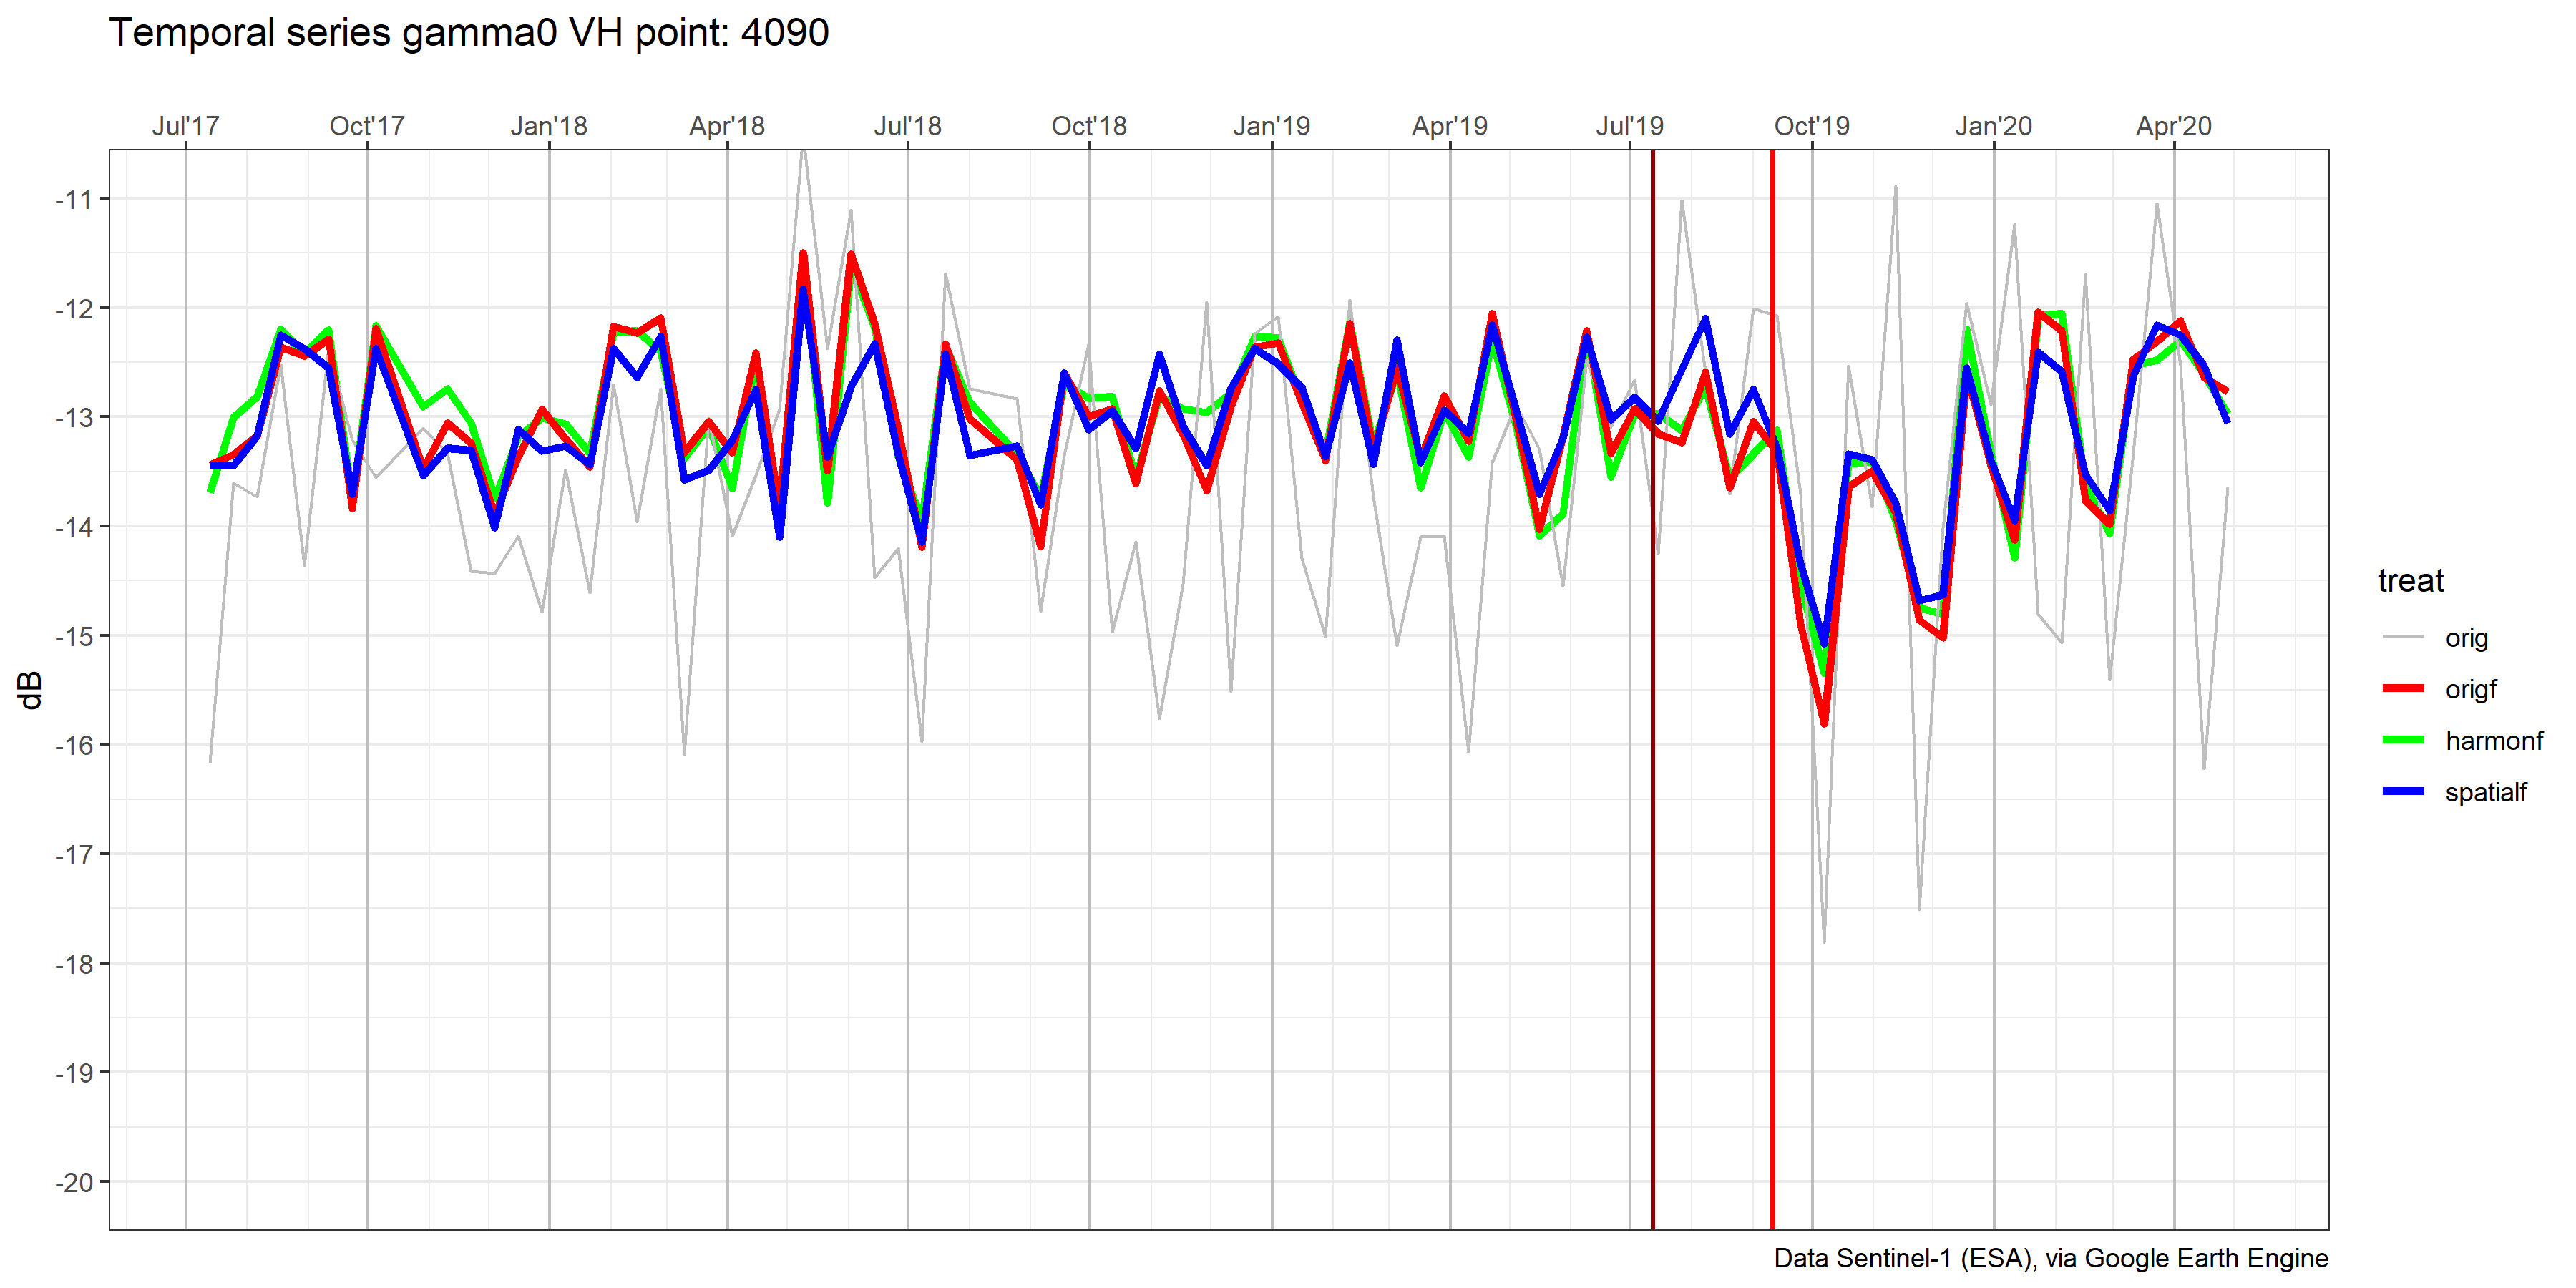 Temporal series gamma0 VH point: 4090
Jul'17 Oct'17 Jan'18 Apr'18 Jul'18 Oct'18 Jan'19 Apr'19 Jul'19 Oct'19 Jan'20 Apr'20
-11
-12
-13
-14
-15
-16
-17
-18
-19
-20
dB
treat
orig
origf
harmonf
spatialf
Data Sentinel-1 (ESA), via Google Earth Engine